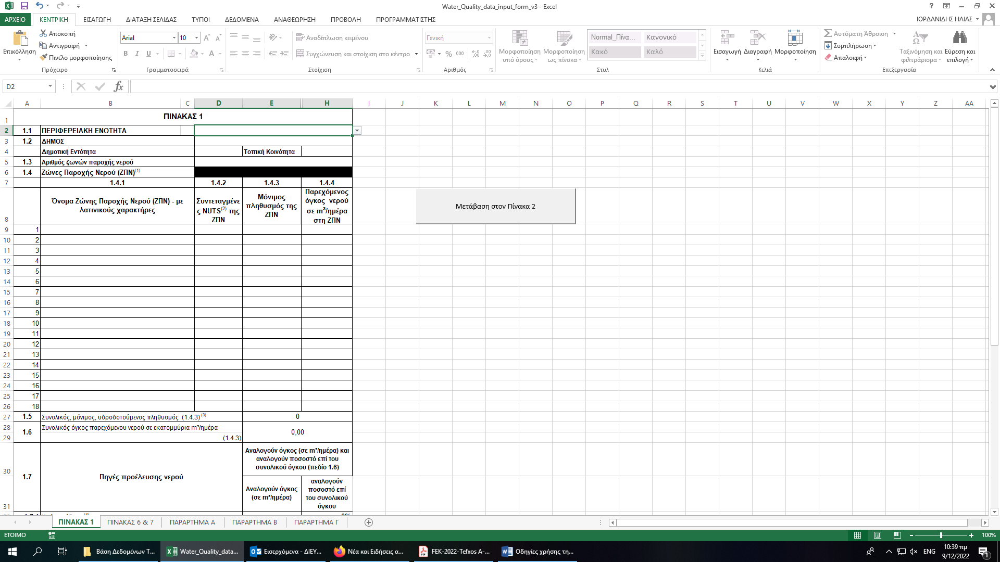 Water_Quality_data_input_form_v3 - Excel
ΑΡΧΕΙΟ ΚΕΝΤΡΙΚΗ ΕΙΣΑΓΩΓΗ ΔΙΑΤΑΞΗ ΣΕΛΙΔΑΣ ΤΥΠΟΙ ΔΕΔΟΜΕΝΑ ΑΝΑΘΕΩΡΗΣΗ ΠΡΟΒΟΛΗ ΠΡΟΓΡΑΜΜΑΤΙΣΤΗΣ ΙΟΡΔΑΝΙΔΗΣ ΗΛΙΑΣ
Επικόλληση
Αποκοπή
Αντιγραφή
Πινέλο μορφοποίησης
Πρόχειρο
Arial 10
B I U
Γραμματοσειρά
Αναδίπλωση κειμένου
Συγχώνευση και στοίχιση στο κέντρο
Στοίχιση
Γενική
% 000
Αριθμός
Μορφοποίηση υπό όρους
Μορφοποίηση ως πίνακα
Normal_Πίνα... Κανονικό
Κακό Καλό
Στυλ
Εισαγωγή Διαγραφή Μορφοποίηση
Κελιά
Αυτόματη Άθροιση
Συμπλήρωση
Απαλοιφή
Ταξινόμηση και φιλτράρισμα
Εύρεση και επιλογή
Επεξεργασία
D2 fx
A B C D E H I J K L M N O P Q R S T U V W X Y Z AA
1 ΠΙΝΑΚΑΣ 1
2 1.1 ΠΕΡΙΦΕΡΕΙΑΚΗ ΕΝΟΤΗΤΑ
3 1.2 ΔΗΜΟΣ
4 Δημοτική Εντότητα Τοπική Κοινότητα
5 1.3 Αριθμός ζωνών παροχής νερού
6 1.4 Ζώνες Παροχής Νερού (ΖΠΝ)(1)
7 1.4.1 1.4.2 1.4.3 1.4.4
8 Όνομα Ζώνης Παροχής Νερού (ΖΠΝ) - με λατινικούς χαρακτήρες
Συντεταγμένες NUTS(2) της ΖΠΝ
Μόνιμος πληθυσμός της ΖΠΝ
Παρεχόμενος όγκος νερού σε m3/ημέρα στη ΖΠΝ
Μετάβαση στον Πίνακα 2
9 1
10 2
11 3
12 4
13 5
14 6
15 7
16 8
17 9
18 10
19 11
20 12
21 13
22 14
23 15
24 16
25 17
26 18
27 1.5 Συνολικός, μόνιμος, υδροδοτούμενος πληθυσμός (1.4.3)(3) 0
28 1.6 Συνολικός όγκος παρεχόμενου νερού σε εκατομμύρια m³/ημέρα 0,00
29 (1.4.3)
30 1.7 Πηγές προέλευσης νερού
Αναλογούν όγκος (σε m³/ημέρα) και αναλογούν ποσοστό επί του συνολικού όγκου (πεδίο 1.6)
31 Αναλογούν όγκος (σε m³/ημέρα)
αναλογούν ποσοστό επί του συνολικού όγκου
ΠΙΝΑΚΑΣ 1 ΠΙΝΑΚΑΣ 6 & 7 ΠΑΡΑΡΤΗΜΑ Α ΠΑΡΑΡΤΗΜΑ Β ΠΑΡΑΡΤΗΜΑ Γ
ΕΤΟΙΜΟ 100%
Βάση Δεδομένων Τ... Water_Quality_data... Εισερχόμενα - ΔΙΕΥ... Νέα και Ειδήσεις α... FEK-2022-Tefxos A-... Οδηγίες χρήσης τη... ENG
10:39 πμ
9/12/2022
1